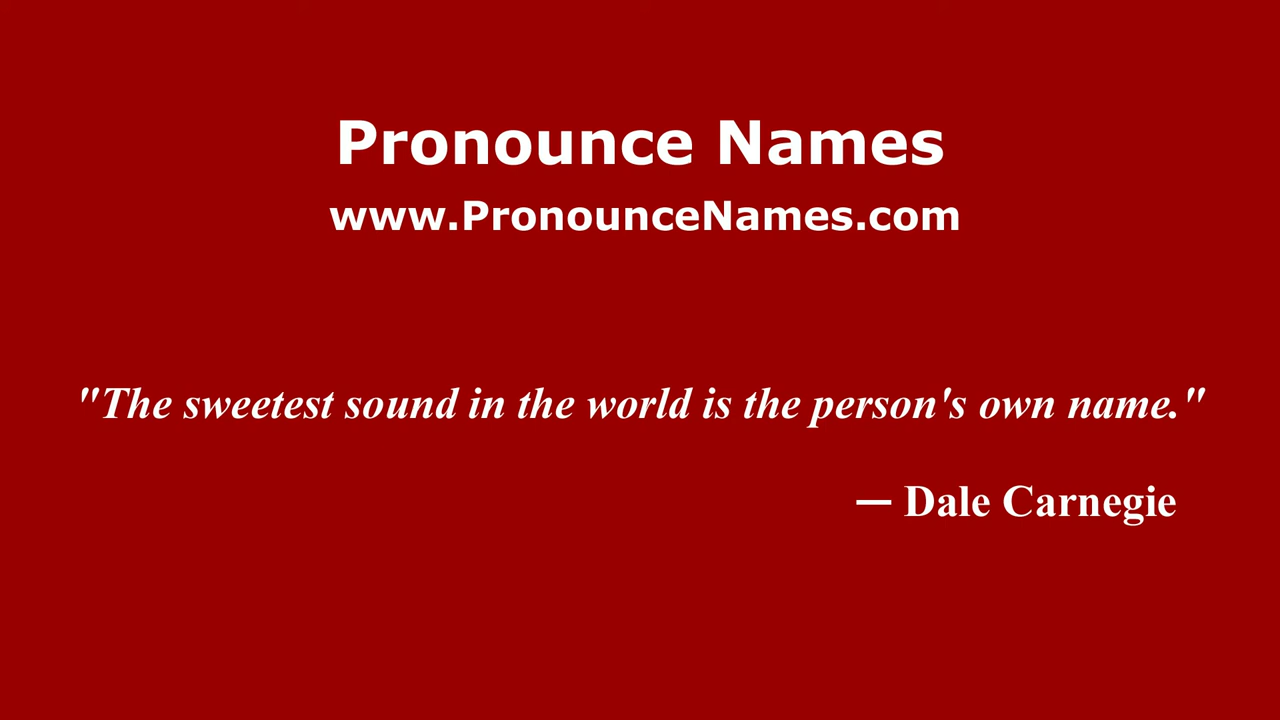 Pronounce Names
www.PronounceNames.com
"The sweetest sound in the world is the person's own name."
— Dale Carnegie